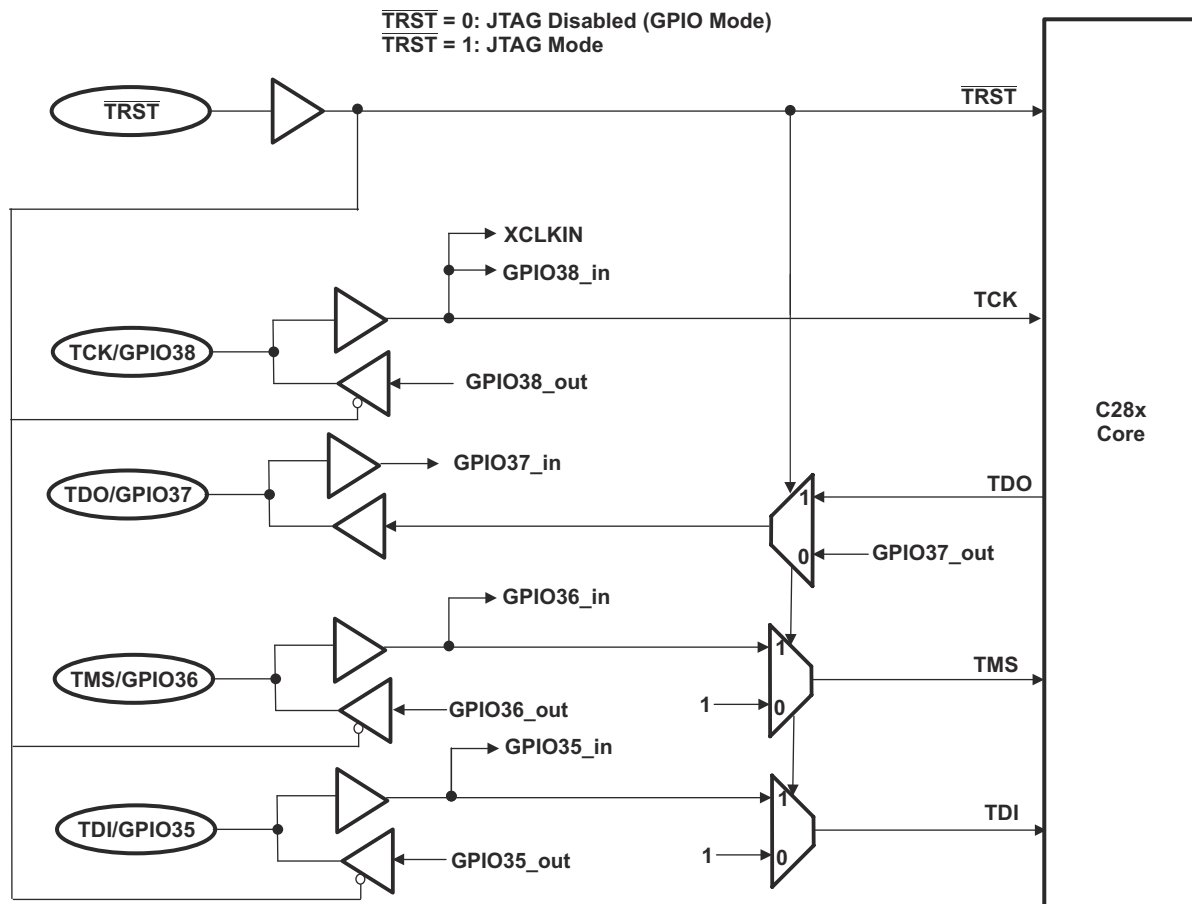 TRST = 0: JTAG Disabled (GPIO Mode)
TRST = 1: JTAG Mode
TRST
TRST
XCLKIN
GPIO38_in
TCK
TCK/GPIO38
GPIO38_out
C28x
Core
GPIO37_in
TDO/GPIO37
1
TDO
0
GPIO37_out
GPIO36_in
1
TMS/GPIO36
TMS
GPIO36_out
1
0
GPIO35_in
1
TDI/GPIO35
TDI
GPIO35_out
1
0